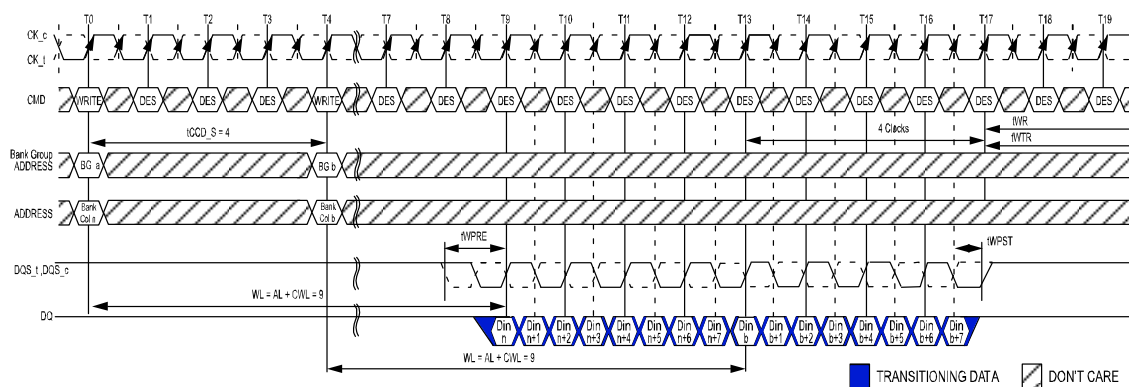 T0 T1 T2 T3 T4 T7 T8 T9 T10 T11 T12 T13 T14 T15 T16 T17 T18 T19
CK_c
CK_t
CMD WRITE DES DES DES WRITE DES DES DES DES DES DES DES DES DES DES DES DES DES
tCCD_S = 4
4 Clocks
tWR
tWTR
Bank Group
ADDRESS
BG a
BG b
ADDRESS
Bank
Col n
Bank
Col b
tWPRE
tWPST
DQS_t ,DQS_c
WL = AL + CWL = 9
DQ
Din Din Din Din Din Din Din Din Din Din Din Din Din Din Din Din
n n+1 n+2 n+3 n+4 n+5 n+6 n+7 b b+1 b+2 b+3 b+4 b+5 b+6 b+7
WL = AL + CWL = 9
TRANSITIONING DATA
DON'T CARE